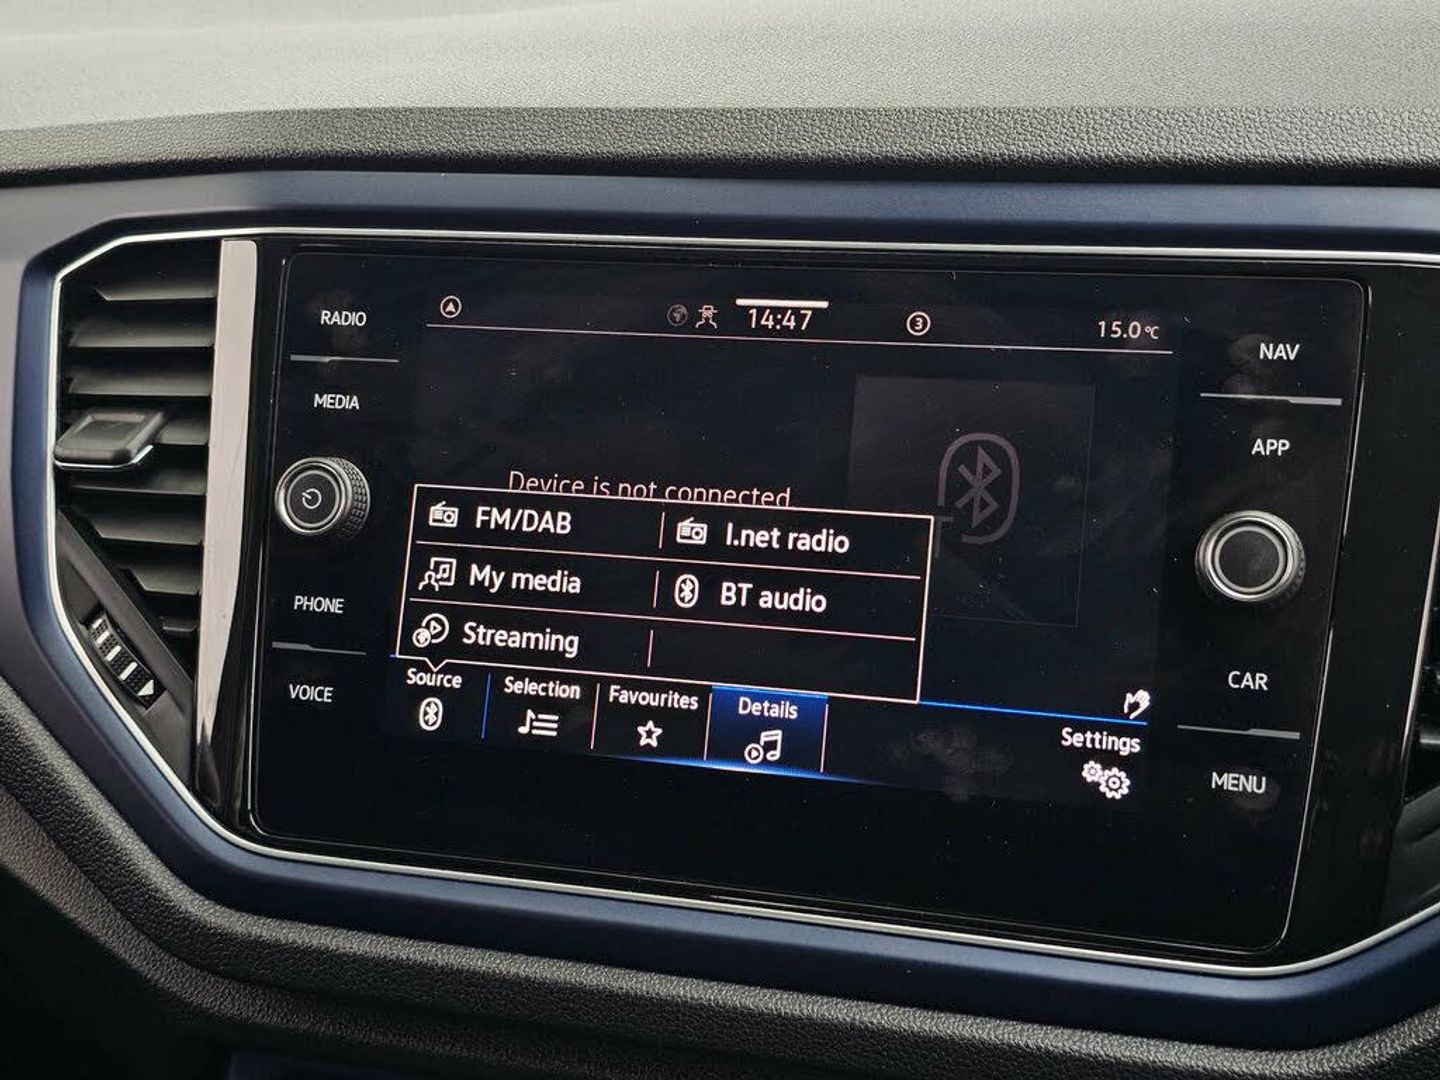 RADIO
MEDIA
PHONE
VOICE
14:47
3
15.0°C
Device is not connected.
FM/DAB
I.net radio
My media
BT audio
Streaming
Source
Selection
Favourites
Details
Settings
NAV
APP
CAR
MENU